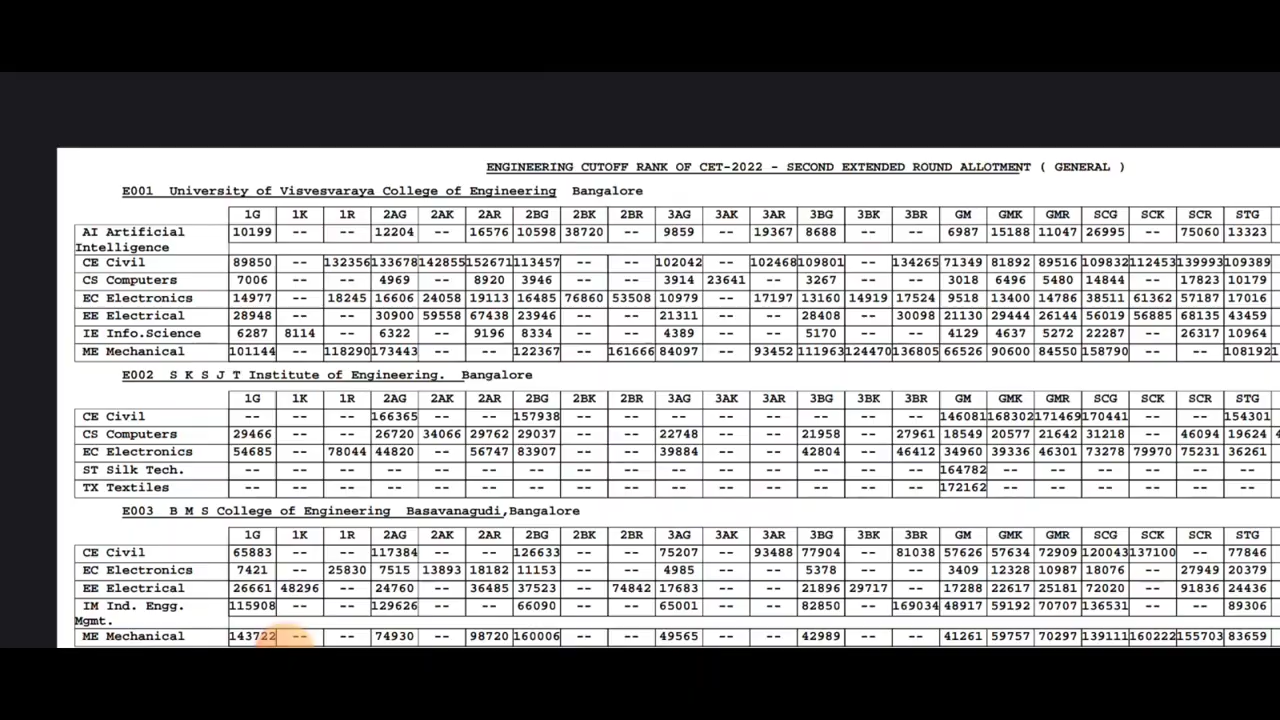 ENGINEERING CUTOFF RANK OF CET-2022 - SECOND EXTENDED ROUND ALLOTMENT ( GENERAL )
E001 University of Visvesvaraya College of Engineering Bangalore
1G 1K 1R 2AG 2AK 2AR 2BG 2BK 2BR 3AG 3AK 3AR 3BG 3BK 3BR GM GMK GMR SCG SCK SCR STG
AI Artificial 10199 -- -- 12204 -- 16576 10598 38720 -- 9859 -- 19367 8688 -- -- 6987 15188 11047 26995 -- 75060 13323
Intelligence
CE Civil 89850 -- 132356 133678 142855 152671 113457 -- -- 102042 -- 102468 109801 -- 134265 71349 81892 89516 109832 112453 139993 109389
CS Computers 7006 -- -- 4969 -- 8920 3946 -- -- 3914 23641 -- 3267 -- -- 3018 6496 5480 14844 -- 17823 10179
EC Electronics 14977 -- 18245 16606 24058 19113 16485 76860 53508 10979 -- 17197 13160 14919 17524 9518 13400 14786 38511 61362 57187 17016
EE Electrical 28948 -- -- 30900 59558 67438 23946 -- -- 21311 -- -- 28408 -- 30098 21130 29444 26144 56019 56885 68135 43459
IE Info.Science 6287 8114 -- 6322 -- 9196 8334 -- -- 4389 -- -- 5170 -- -- 4129 4637 5272 22287 -- 26317 10964
ME Mechanical 101144 -- 118290 173443 -- -- 122367 -- 161666 84097 -- 93452 111963 124470 136805 66526 90600 84550 158790 -- -- 108192
E002 S K S J T Institute of Engineering. Bangalore
1G 1K 1R 2AG 2AK 2AR 2BG 2BK 2BR 3AG 3AK 3AR 3BG 3BK 3BR GM GMK GMR SCG SCK SCR STG
CE Civil -- -- -- 166365 -- -- 157938 -- -- -- -- -- -- -- -- 146081 168302 171469 170441 -- -- 154301
CS Computers 29466 -- -- 26720 34066 29762 29037 -- -- 22748 -- -- 21958 -- 27961 18549 20577 21642 31218 -- 46094 19624
EC Electronics 54685 -- 78044 44820 -- 56747 83907 -- -- 39884 -- -- 42804 -- 46412 34960 39336 46301 73278 79970 75231 36261
ST Silk Tech. -- -- -- -- -- -- -- -- -- -- -- -- -- -- -- 164782 -- -- -- -- -- --
TX Textiles -- -- -- -- -- -- -- -- -- -- -- -- -- -- -- 172162 -- -- -- -- -- --
E003 B M S College of Engineering Basavanagudi,Bangalore
1G 1K 1R 2AG 2AK 2AR 2BG 2BK 2BR 3AG 3AK 3AR 3BG 3BK 3BR GM GMK GMR SCG SCK SCR STG
CE Civil 65883 -- -- 117384 -- -- 126633 -- -- 75207 -- 93488 77904 -- 81038 57626 57634 72909 120043 137100 -- 77846
EC Electronics 7421 -- 25830 7515 13893 18182 11153 -- -- 4985 -- -- 5378 -- -- 3409 12328 10987 18076 -- 27949 20379
EE Electrical 26661 48296 -- 24760 -- 36485 37523 -- 74842 17683 -- -- 21896 29717 -- 17288 22617 25181 72020 -- 91836 24436
IM Ind. Engg. 115908 -- -- 129626 -- -- 66090 -- -- 65001 -- -- 82850 -- 169034 48917 59192 70707 136531 -- -- 89306
Mgmt.
ME Mechanical 143722 -- -- 74930 -- 98720 160006 -- -- 49565 -- -- 42989 -- -- 41261 59757 70297 139111 160222 155703 83659